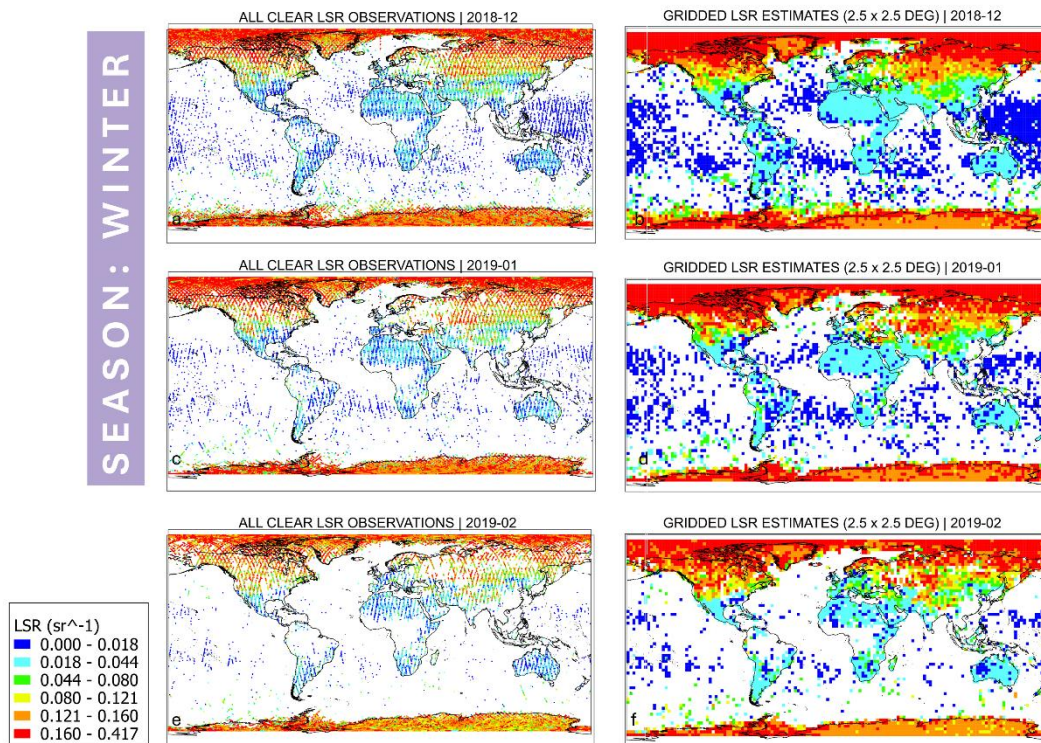 SEASON: WINTER
ALL CLEAR LSR OBSERVATIONS | 2018-12
GRIDDED LSR ESTIMATES (2.5 x 2.5 DEG) | 2018-12
a
b
ALL CLEAR LSR OBSERVATIONS | 2019-01
GRIDDED LSR ESTIMATES (2.5 x 2.5 DEG) | 2019-01
c
d
ALL CLEAR LSR OBSERVATIONS | 2019-02
GRIDDED LSR ESTIMATES (2.5 x 2.5 DEG) | 2019-02
e
f
LSR (sr^-1)
0.000 - 0.018
0.018 - 0.044
0.044 - 0.080
0.080 - 0.121
0.121 - 0.160
0.160 - 0.417